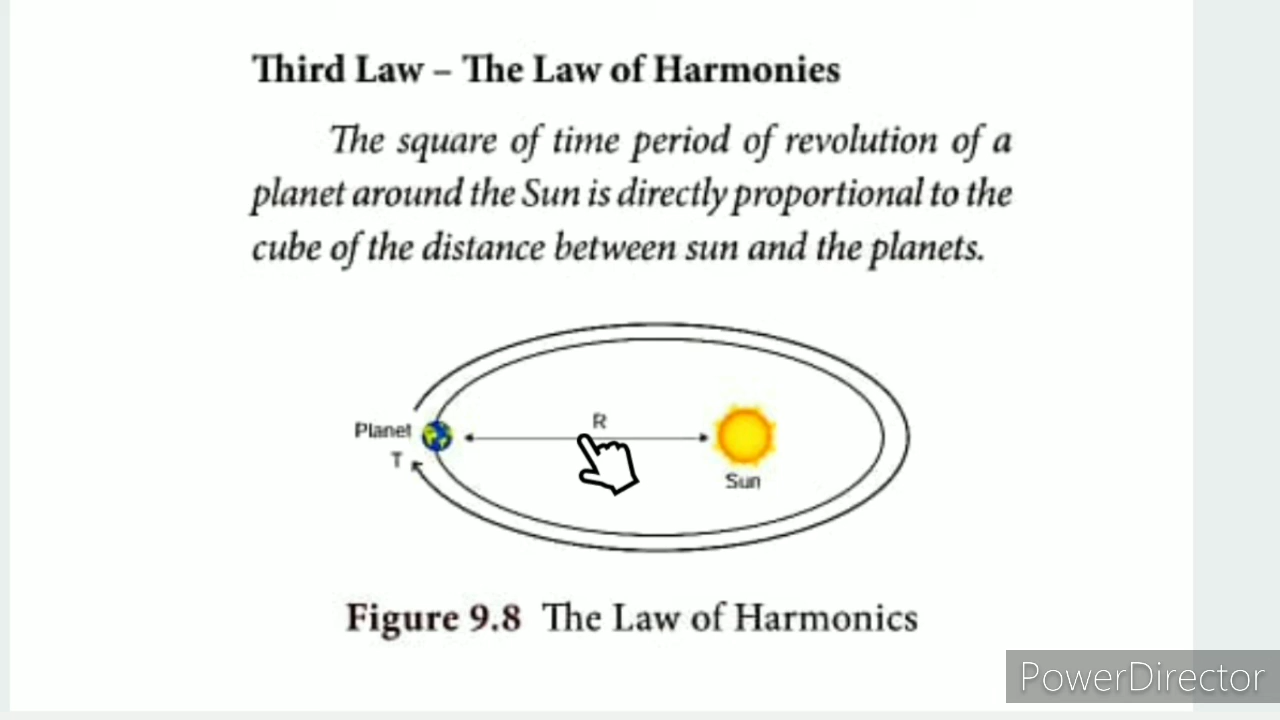 Third Law – The Law of Harmonies
The square of time period of revolution of a
planet around the Sun is directly proportional to the
cube of the distance between sun and the planets.
R
Planet
T
Sun
Figure 9.8 The Law of Harmonics
PowerDirector